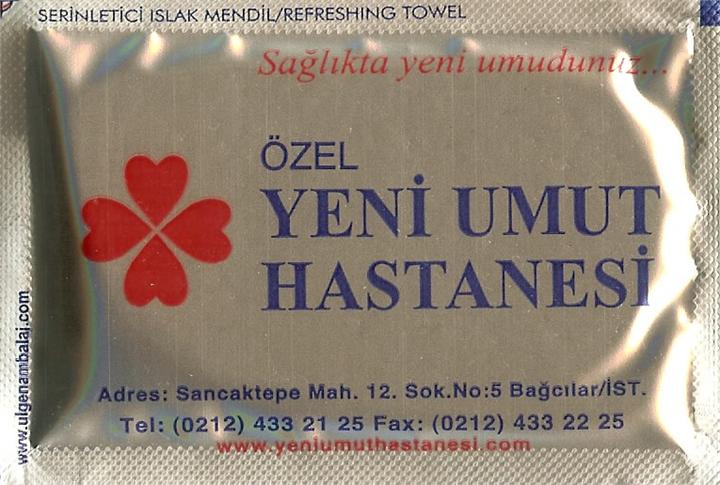 SERİNLETİCİ ISLAK MENDİL/REFRESHING TOWEL
Sağlıkta yeni umudunuz...
ÖZEL
YENİ UMUT
HASTANESİ
Adres: Sancaktepe Mah. 12. Sok.No:5 Bağcılar/İST.
Tel: (0212) 433 21 25 Fax: (0212) 433 22 25
www.yeniumuthastanesi.com
www.ulgenambalaj.com